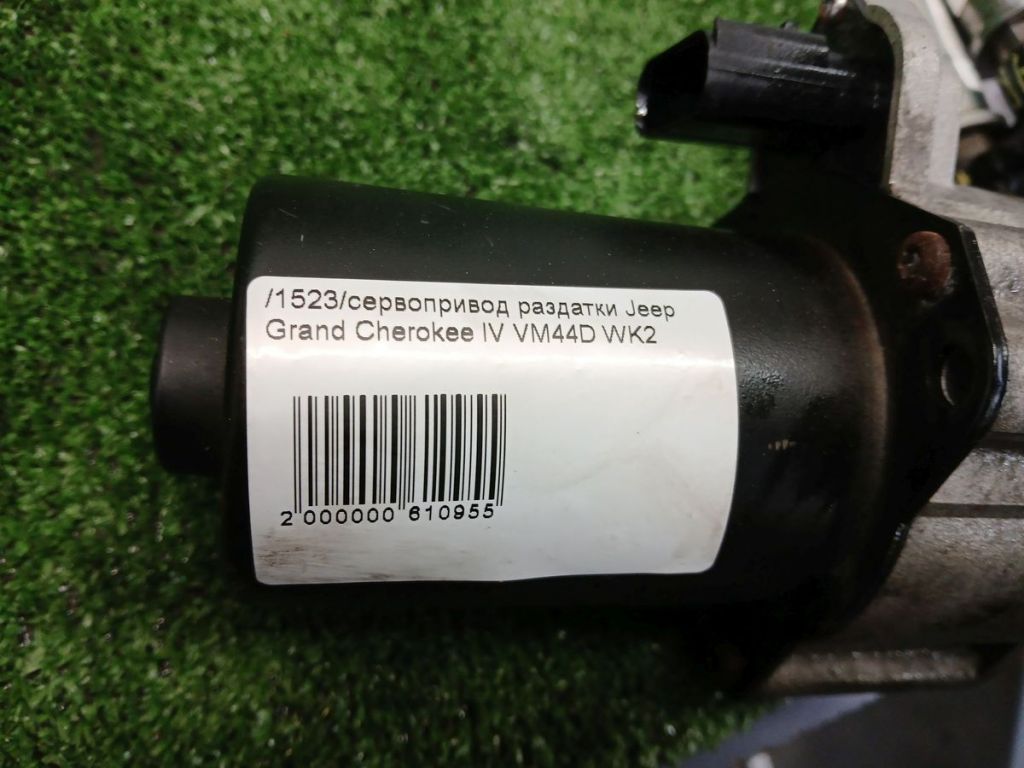 /1523/сервопривод раздатки Jeep
Grand Cherokee IV VM44D WK2
2 000000 610955